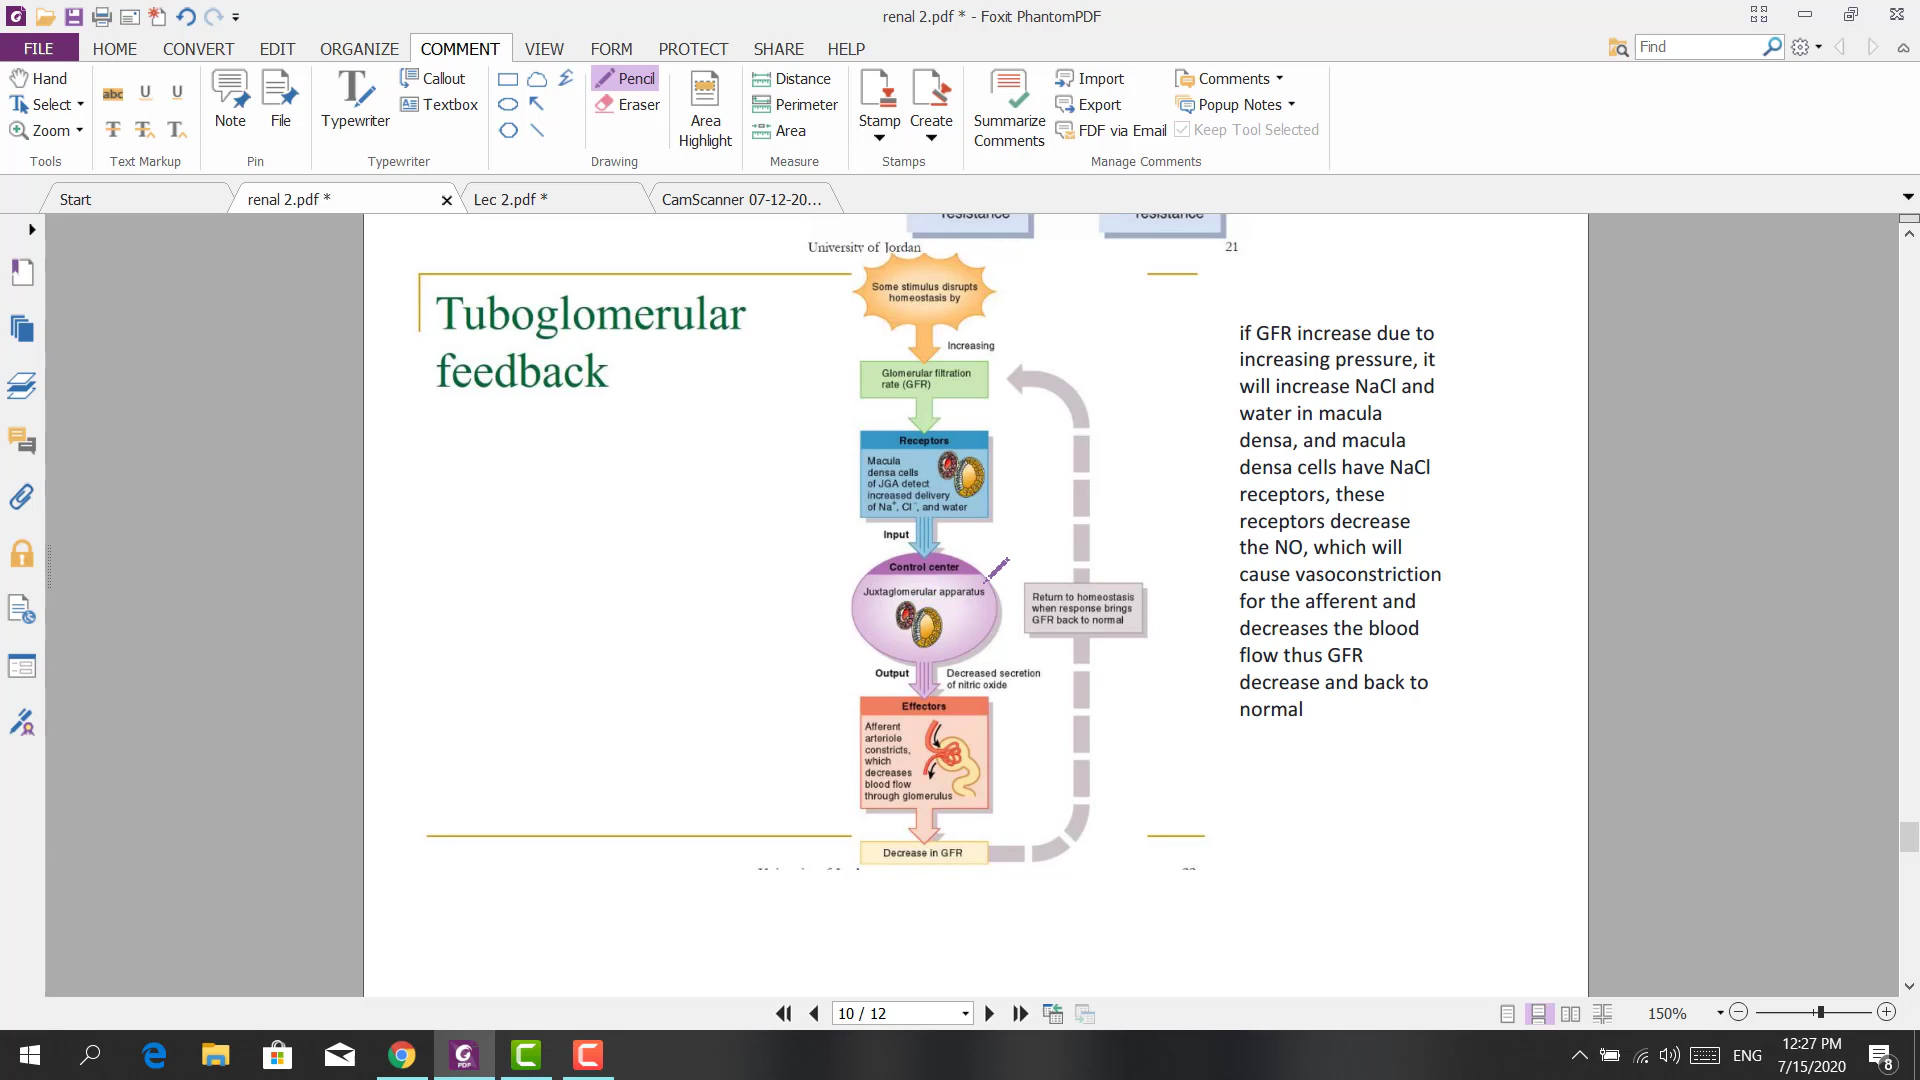 renal 2.pdf * - Foxit PhantomPDF
FILE HOME CONVERT EDIT ORGANIZE COMMENT VIEW FORM PROTECT SHARE HELP
Find
Hand
Select
Zoom
Tools
abc U U
T T T
Text Markup
Note
File
Pin
Typewriter
Callout
Textbox
Typewriter
Pencil
Eraser
Area
Highlight
Drawing
Distance
Perimeter
Area
Measure
Stamp
Create
Stamps
Summarize
Comments
Import
Export
FDF via Email
Comments
Popup Notes
Keep Tool Selected
Manage Comments
Start
renal 2.pdf *
Lec 2.pdf *
CamScanner 07-12-20...
resistance
resistance
University of Jordan
21
Tuboglomerular
feedback
Some stimulus disrupts
homeostasis by
Increasing
Glomerular filtration
rate (GFR)
Receptors
Macula
densa cells
of JGA detect
increased delivery
of Na+, Cl−, and water
Input
Control center
Juxtaglomerular apparatus
Output
Decreased secretion
of nitric oxide
Effectors
Afferent
arteriole
constricts,
which
decreases
blood flow
through glomerulus
Decrease in GFR
Return to homeostasis
when response brings
GFR back to normal
if GFR increase due to
increasing pressure, it
will increase NaCl and
water in macula
densa, and macula
densa cells have NaCl
receptors, these
receptors decrease
the NO, which will
cause vasoconstriction
for the afferent and
decreases the blood
flow thus GFR
decrease and back to
normal
10 / 12
150%
PDF
ENG
12:27 PM
7/15/2020
8